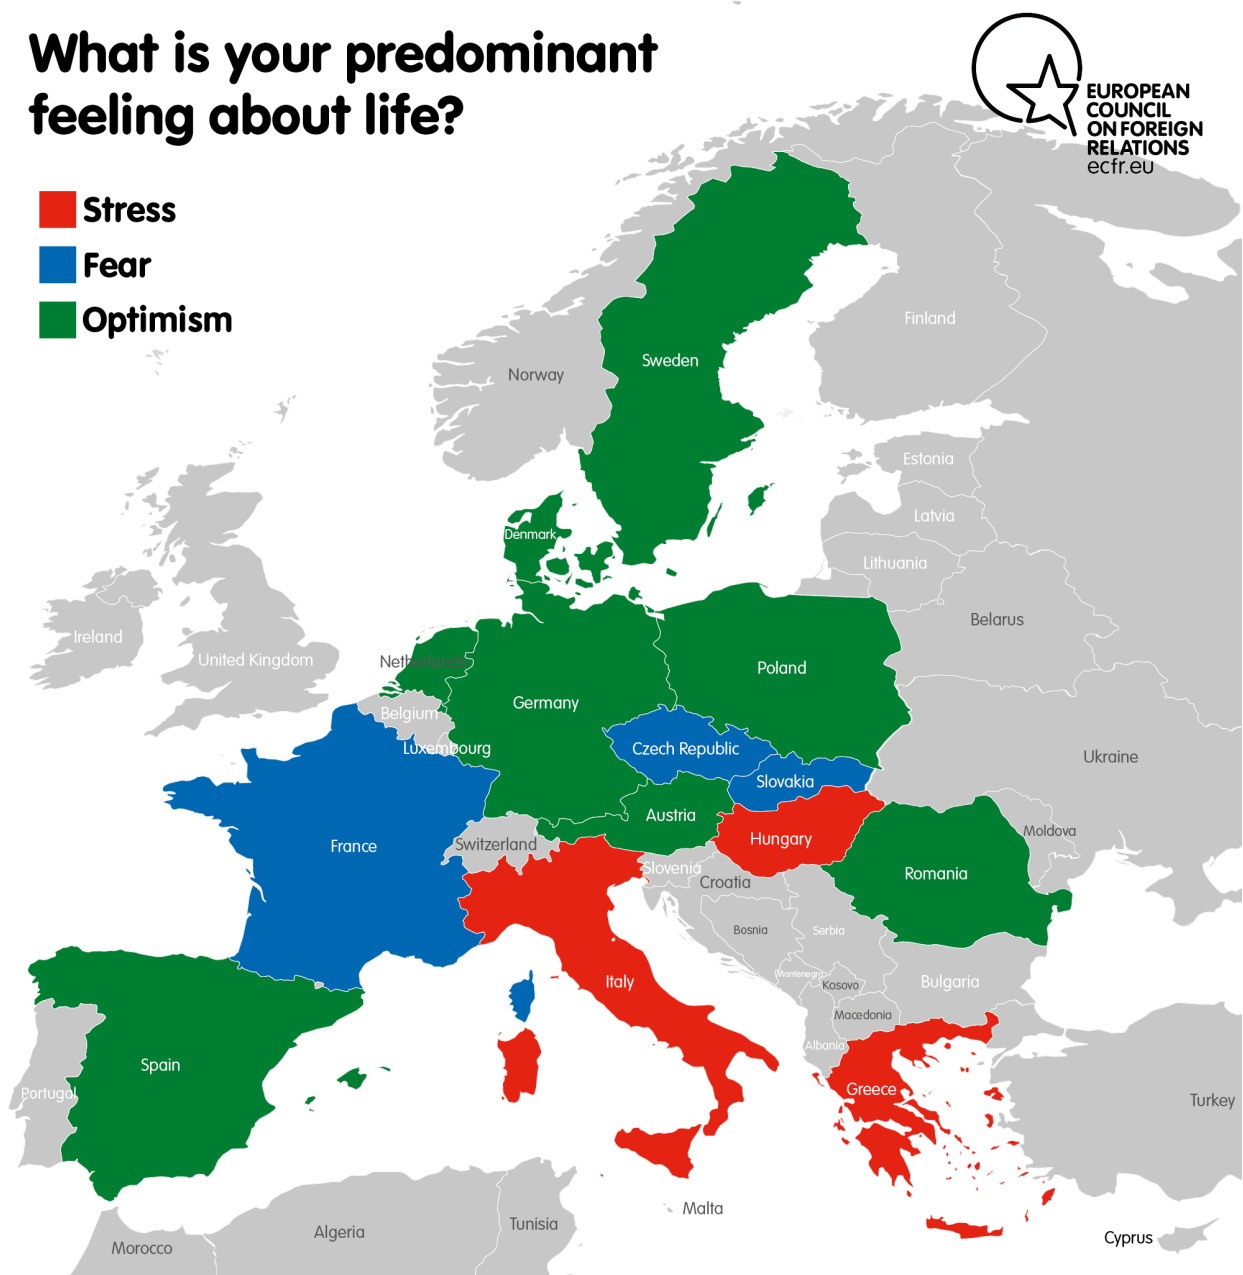 What is your predominant
feeling about life?
EUROPEAN
COUNCIL
ON FOREIGN
RELATIONS
ecfr.eu
Stress
Fear
Optimism
Finland
Sweden
Norway
Estonia
Latvia
Denmark
Lithuania
Belarus
Ireland
United Kingdom
Netherlands
Poland
Germany
Belgium
Luxembourg
Czech Republic
Ukraine
Slovakia
Austria
Moldova
Hungary
France
Switzerland
Slovenia
Romania
Croatia
Bosnia
Serbia
Montenegro
Italy
Bulgaria
Kosovo
Macedonia
Albania
Spain
Greece
Portugal
Turkey
Malta
Tunisia
Algeria
Cyprus
Morocco